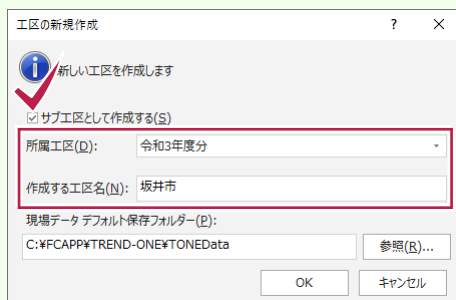 工区の新規作成 ? ×
新しい工区を作成します
サブ工区として作成する(S)
所属工区(D): 令和3年度分
作成する工区名(N): 坂井市
現場データ デフォルト保存フォルダー(P):
C:¥FCAPP¥TREND-ONE¥TONEData 参照(R)...
OK キャンセル